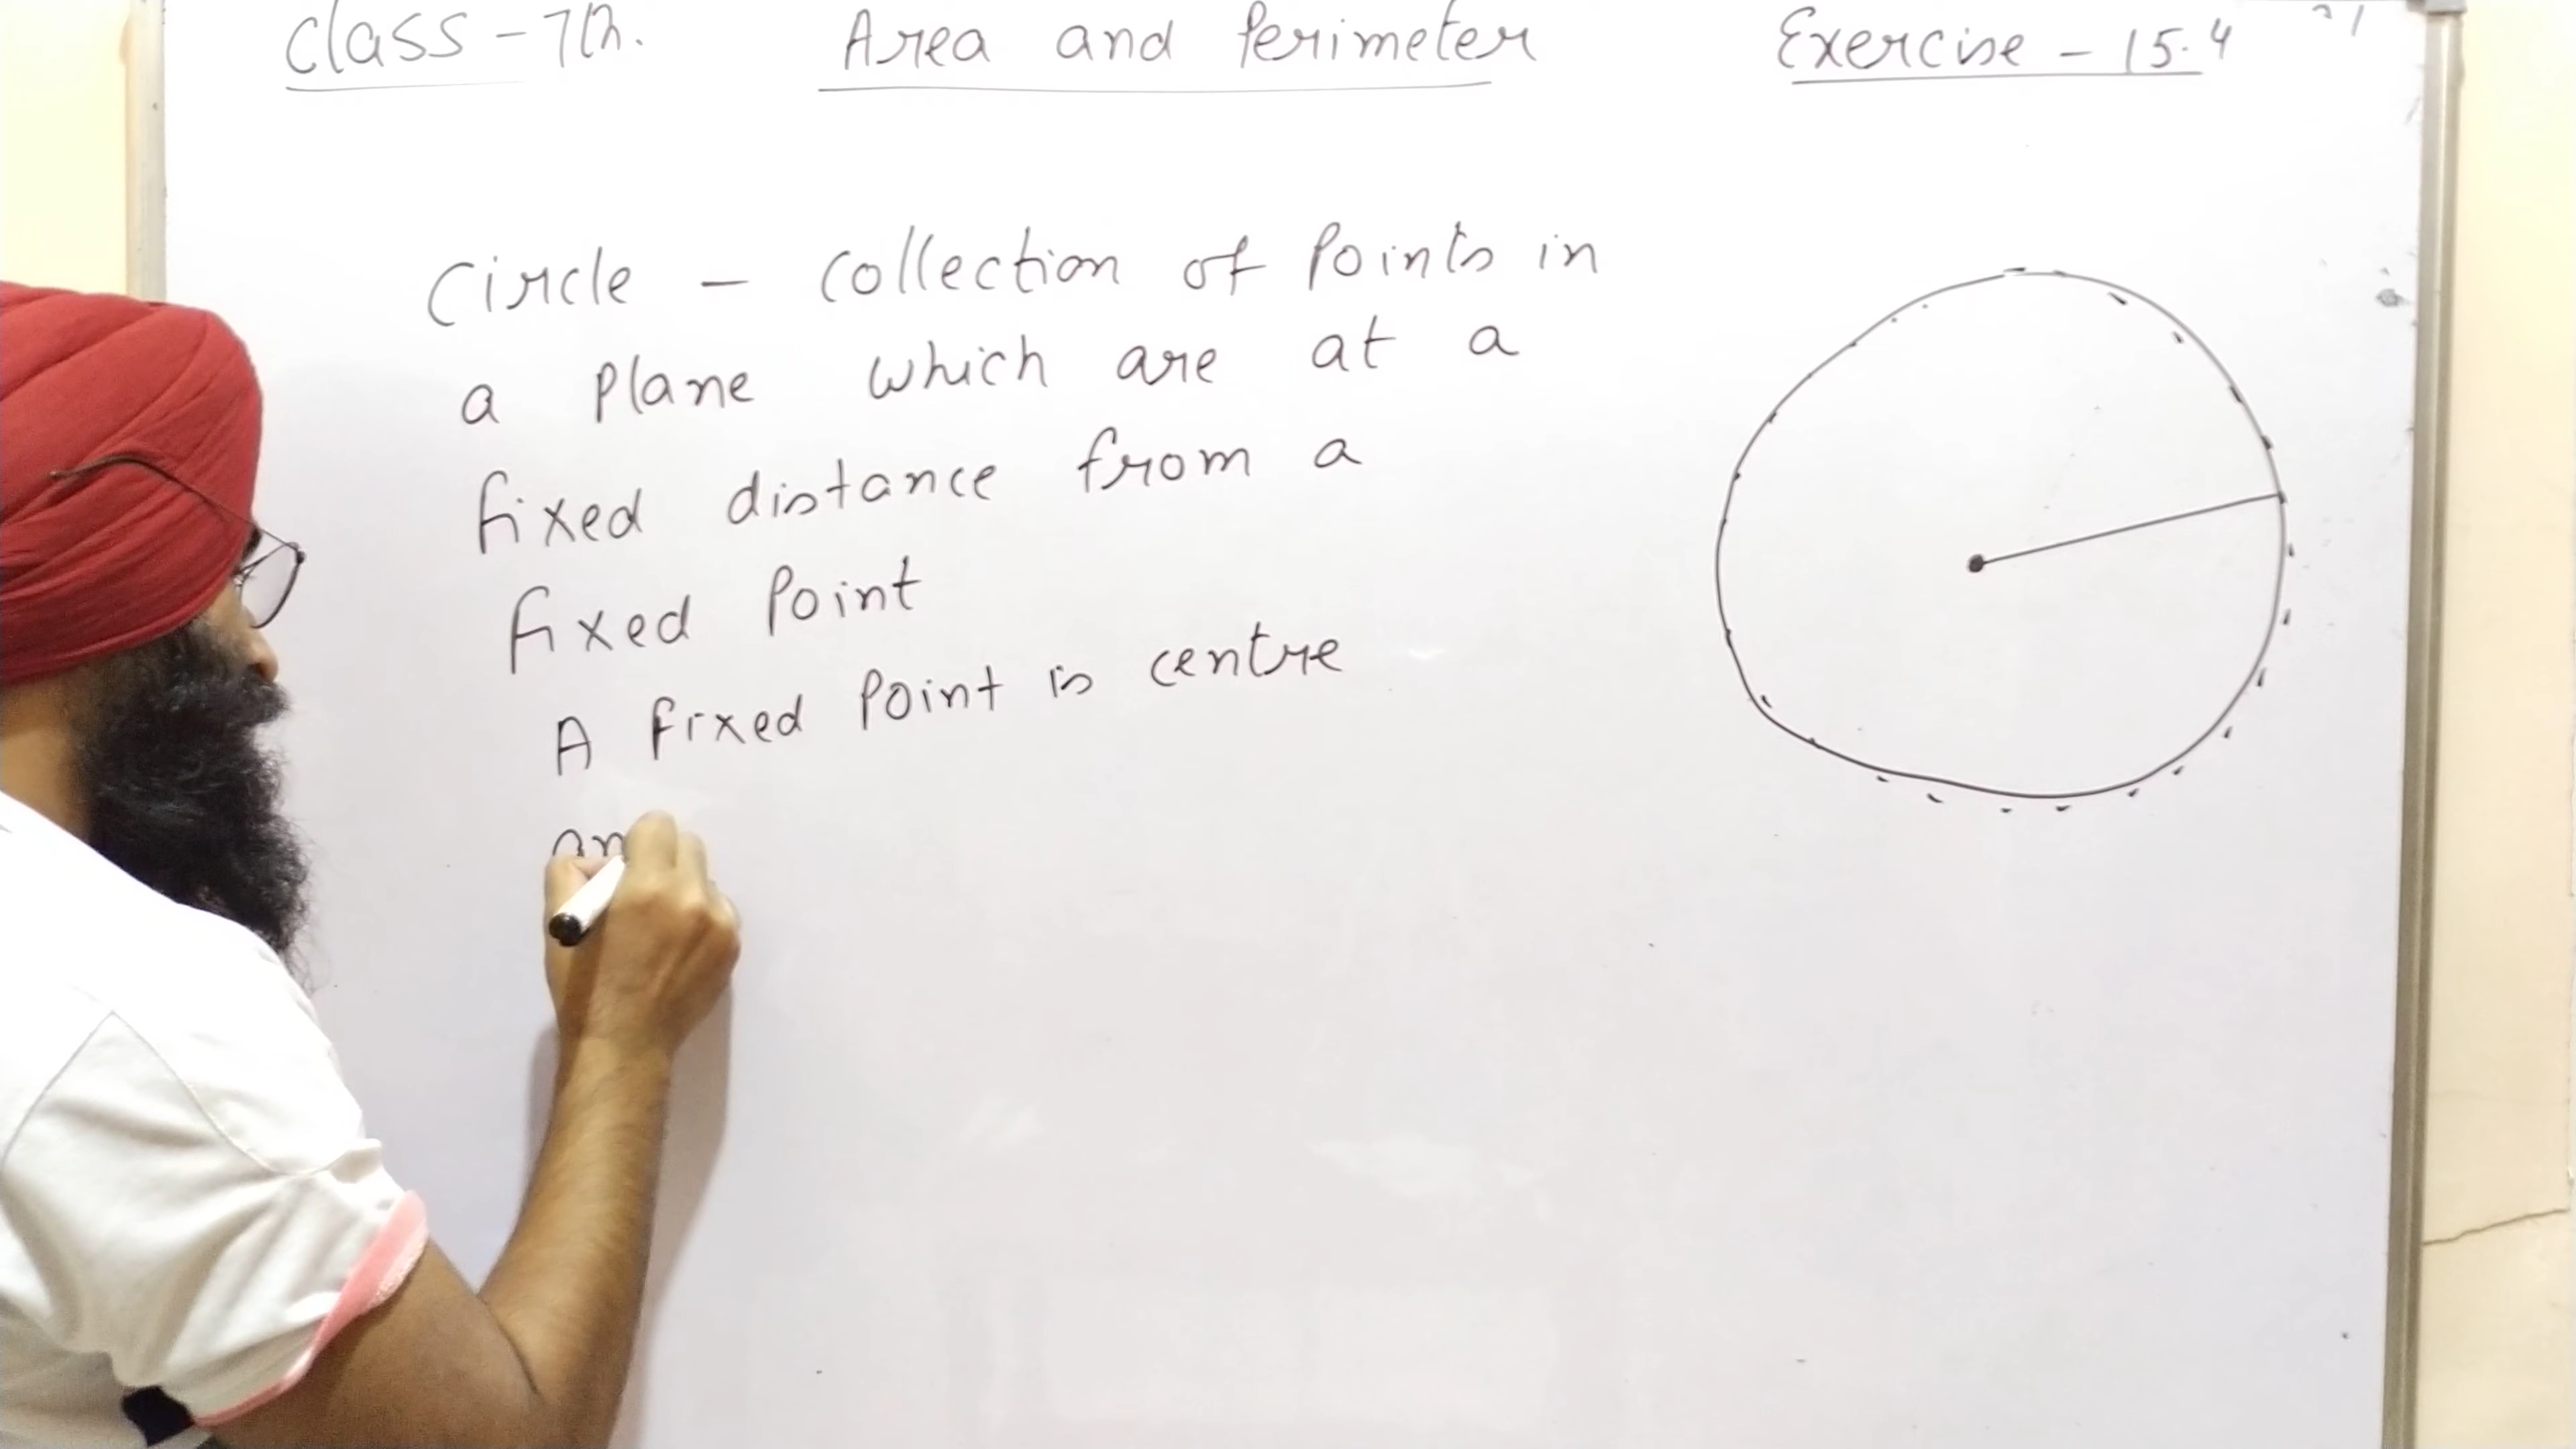 Class - 7th.
Area and Perimeter
Exercise - 15.4
Circle - collection of Points in
a plane which are at a
fixed distance from a
fixed Point
A fixed Point is centre
an